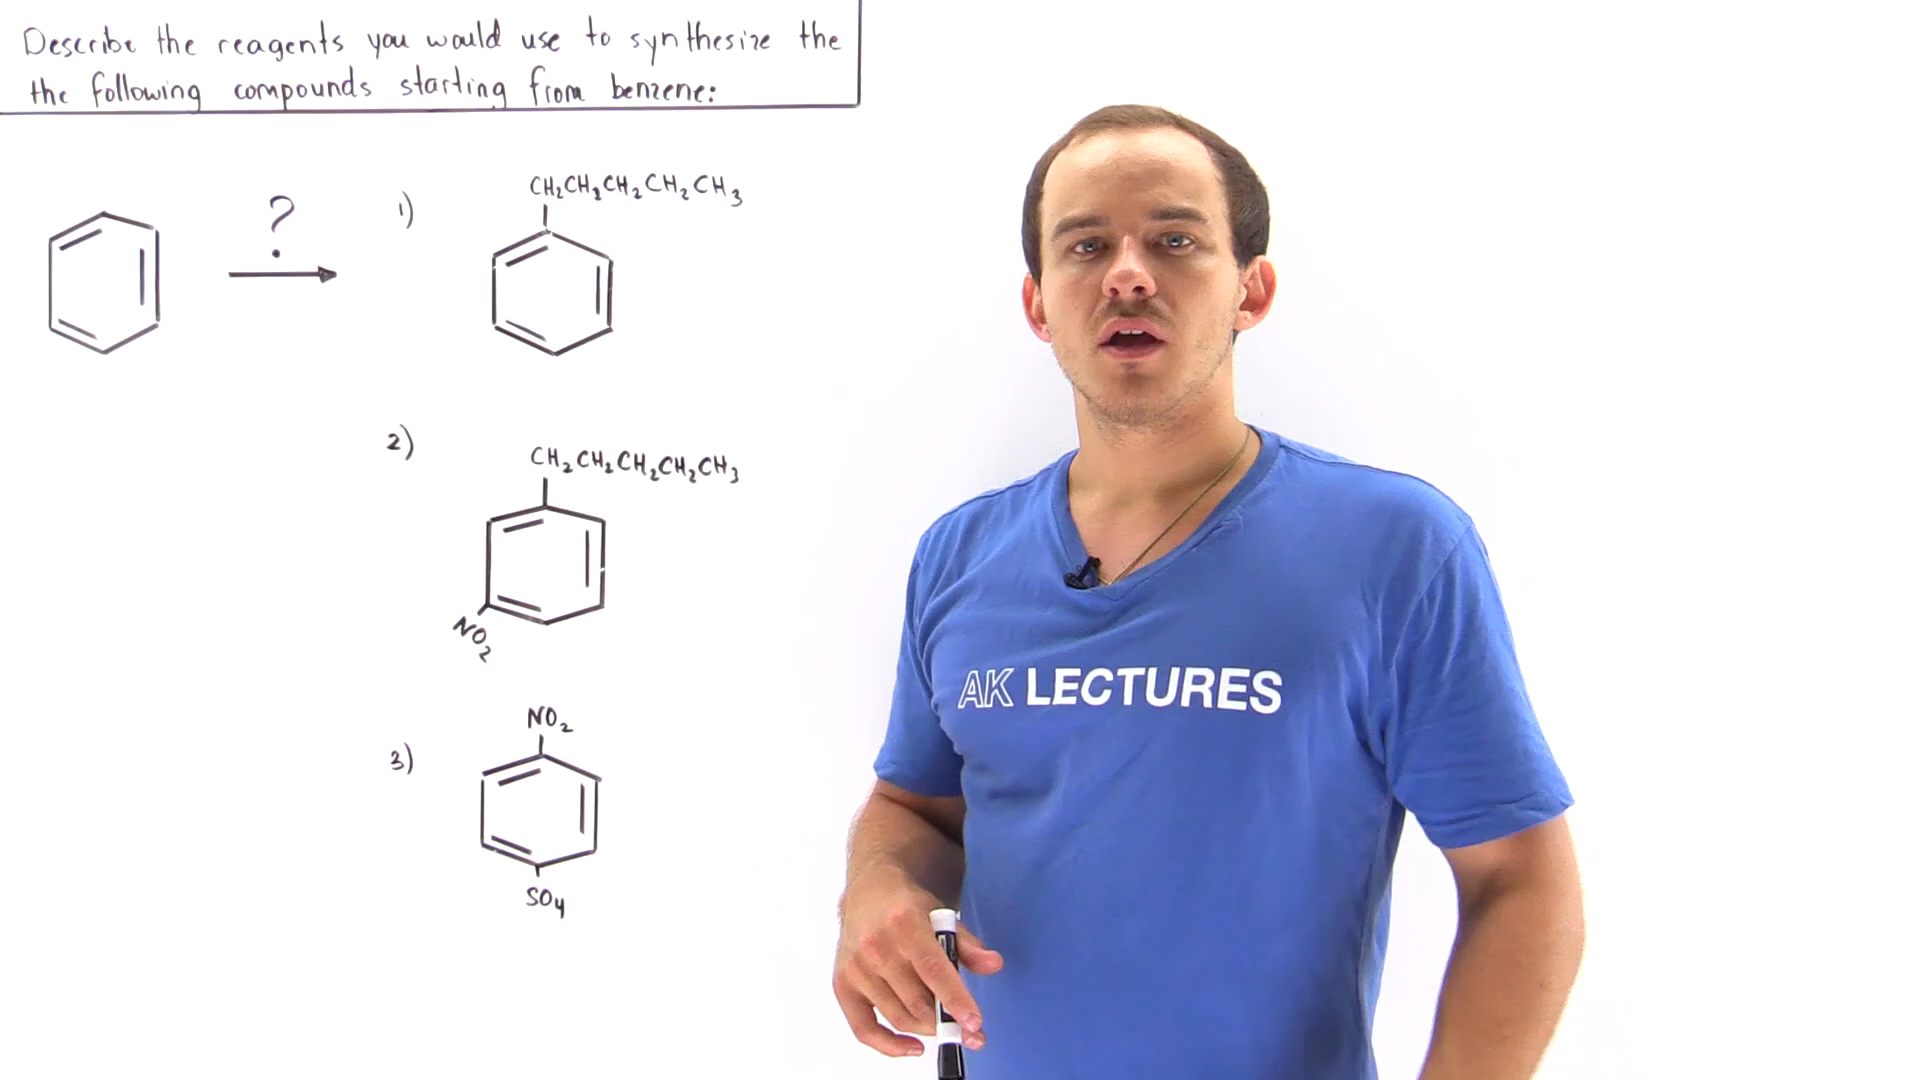 Describe the reagents you would use to synthesize the
the following compounds starting from benzene:
?
1)
CH₂CH₂CH₂CH₂CH₃
2)
CH₂CH₂CH₂CH₂CH₃
NO₂
3)
NO₂
SO₄
AK LECTURES